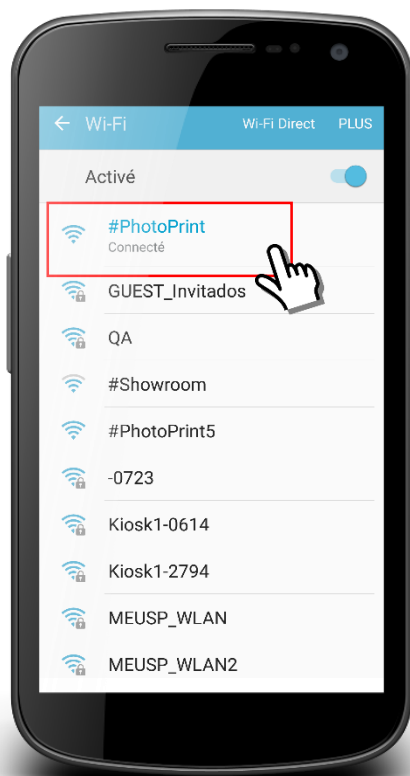 Wi-Fi Wi-Fi Direct PLUS
Activé
#PhotoPrint
Connecté
GUEST_Invitados
QA
#Showroom
#PhotoPrint5
-0723
Kiosk1-0614
Kiosk1-2794
MEUSP_WLAN
MEUSP_WLAN2